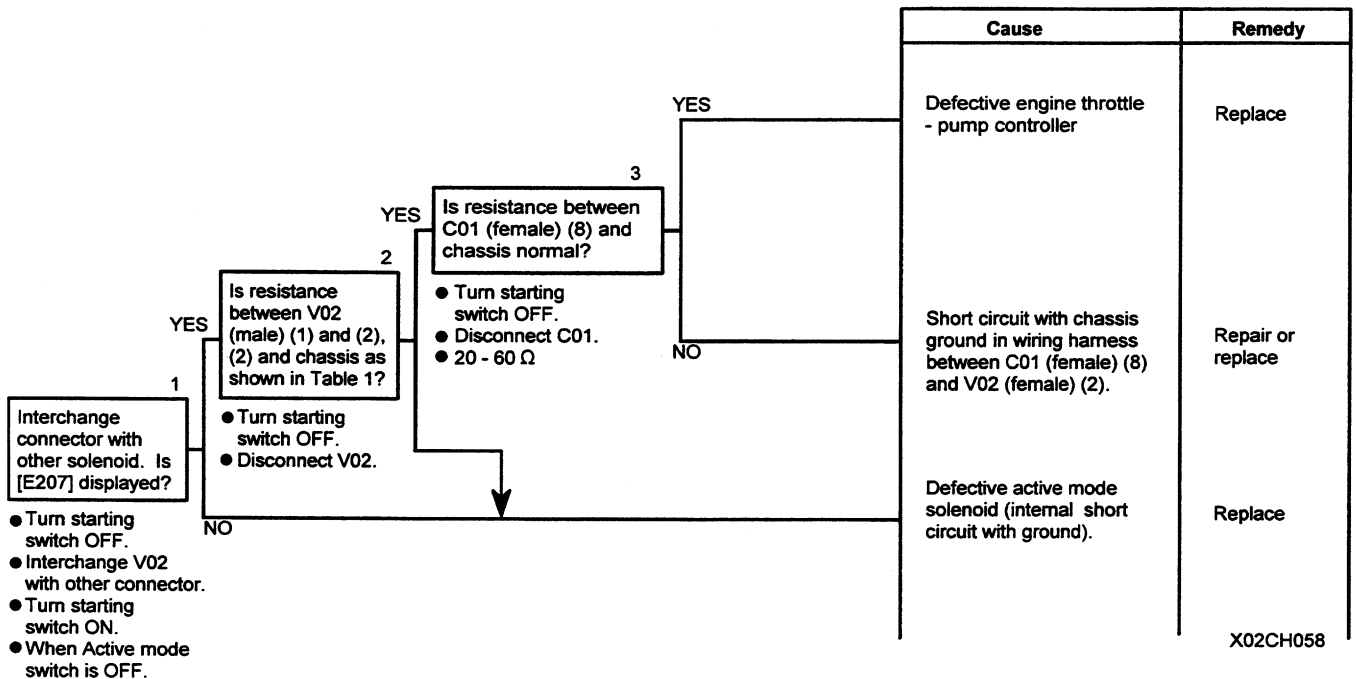 Cause
Remedy
YES
Defective engine throttle
- pump controller
Replace
3
YES
Is resistance between
C01 (female) (8) and
chassis normal?
● Turn starting
switch OFF.
● Disconnect C01.
● 20 - 60 Ω
NO
Short circuit with chassis
ground in wiring harness
between C01 (female) (8)
and V02 (female) (2).
Repair or
replace
2
YES
Is resistance
between V02
(male) (1) and (2),
(2) and chassis as
shown in Table 1?
● Turn starting
switch OFF.
● Disconnect V02.
1
Interchange
connector with
other solenoid. Is
[E207] displayed?
● Turn starting
switch OFF.
● Interchange V02
with other connector.
● Turn starting
switch ON.
● When Active mode
switch is OFF.
NO
Defective active mode
solenoid (internal short
circuit with ground).
Replace
X02CH058